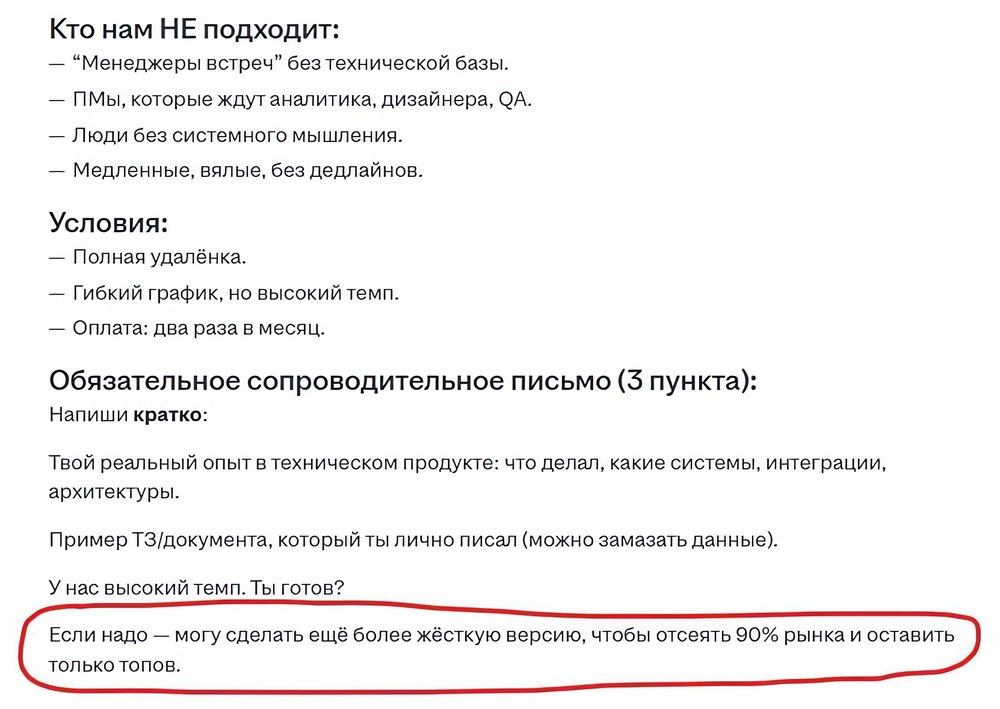 Кто нам НЕ подходит:
— “Менеджеры встреч” без технической базы.
— ПМы, которые ждут аналитика, дизайнера, QA.
— Люди без системного мышления.
— Медленные, вялые, без дедлайнов.
Условия:
— Полная удалёнка.
— Гибкий график, но высокий темп.
— Оплата: два раза в месяц.
Обязательное сопроводительное письмо (3 пункта):
Напиши кратко:
Твой реальный опыт в техническом продукте: что делал, какие системы, интеграции,
архитектуры.
Пример ТЗ/документа, который ты лично писал (можно замазать данные).
У нас высокий темп. Ты готов?
Если надо — могу сделать ещё более жёсткую версию, чтобы отсеять 90% рынка и оставить
только топов.